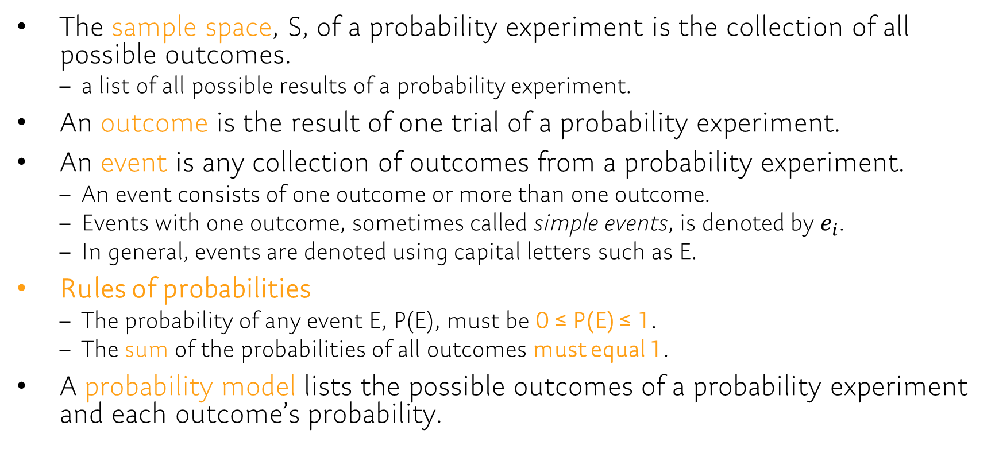 • The sample space, S, of a probability experiment is the collection of all
possible outcomes.
– a list of all possible results of a probability experiment.
• An outcome is the result of one trial of a probability experiment.
• An event is any collection of outcomes from a probability experiment.
– An event consists of one outcome or more than one outcome.
– Events with one outcome, sometimes called simple events, is denoted by eᵢ.
– In general, events are denoted using capital letters such as E.
• Rules of probabilities
– The probability of any event E, P(E), must be 0 ≤ P(E) ≤ 1.
– The sum of the probabilities of all outcomes must equal 1.
• A probability model lists the possible outcomes of a probability experiment
and each outcome’s probability.